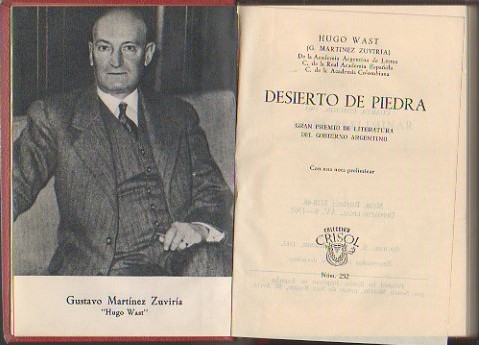 Gustavo Martínez Zuviría
"Hugo Wast"
HUGO WAST
(G. MARTINEZ ZUVIRIA)
De la Academia Argentina de Letras
C. de la Real Academia Española
C. de la Academia Colombiana
DESIERTO DE PIEDRA
GRAN PREMIO DE LITERATURA
DEL GOBIERNO ARGENTINO
Con una nota preliminar
COLECCION
CRISOL
Núm. 252